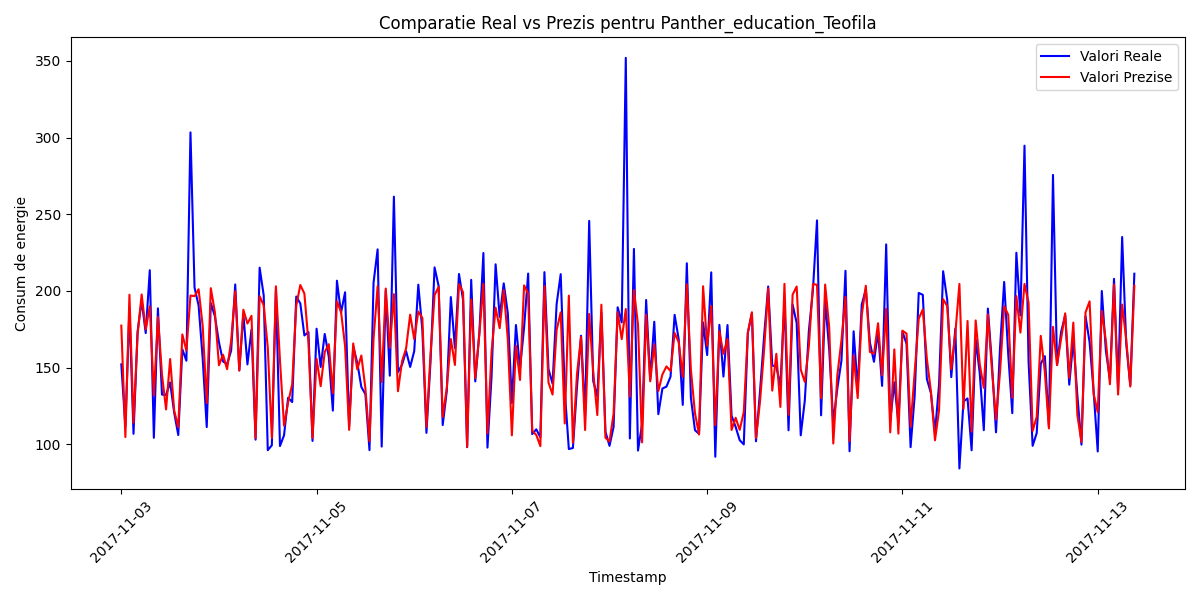 Comparatie Real vs Prezis pentru Panther_education_Teofila
Valori Reale
Valori Prezise
Consum de energie
350
300
250
200
150
100
2017-11-03
2017-11-05
2017-11-07
2017-11-09
2017-11-11
2017-11-13
Timestamp